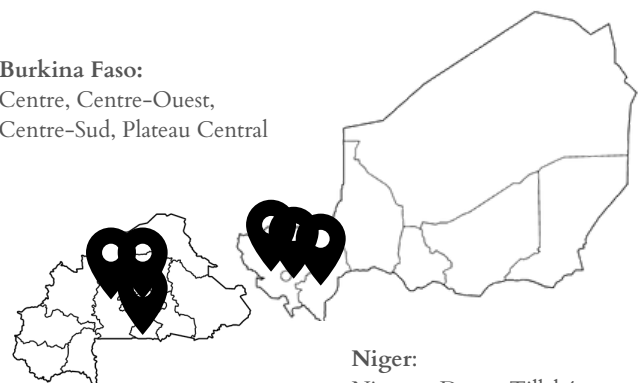 Burkina Faso:
Centre, Centre-Ouest,
Centre-Sud, Plateau Central
Niger: